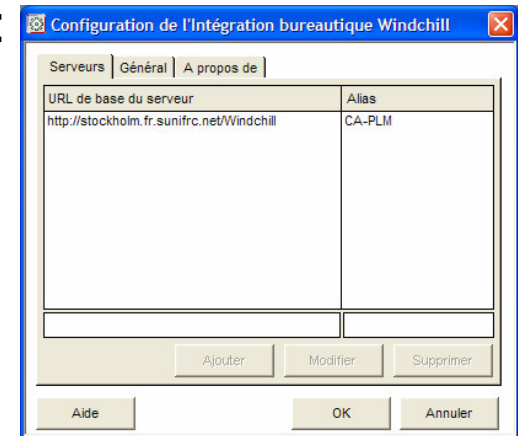 Configuration de l'Intégration bureautique Windchill
Serveurs Général A propos de
URL de base du serveur Alias
http://stockholm.fr.sunifrc.net/Windchill CA-PLM
Ajouter Modifier Supprimer
Aide OK Annuler